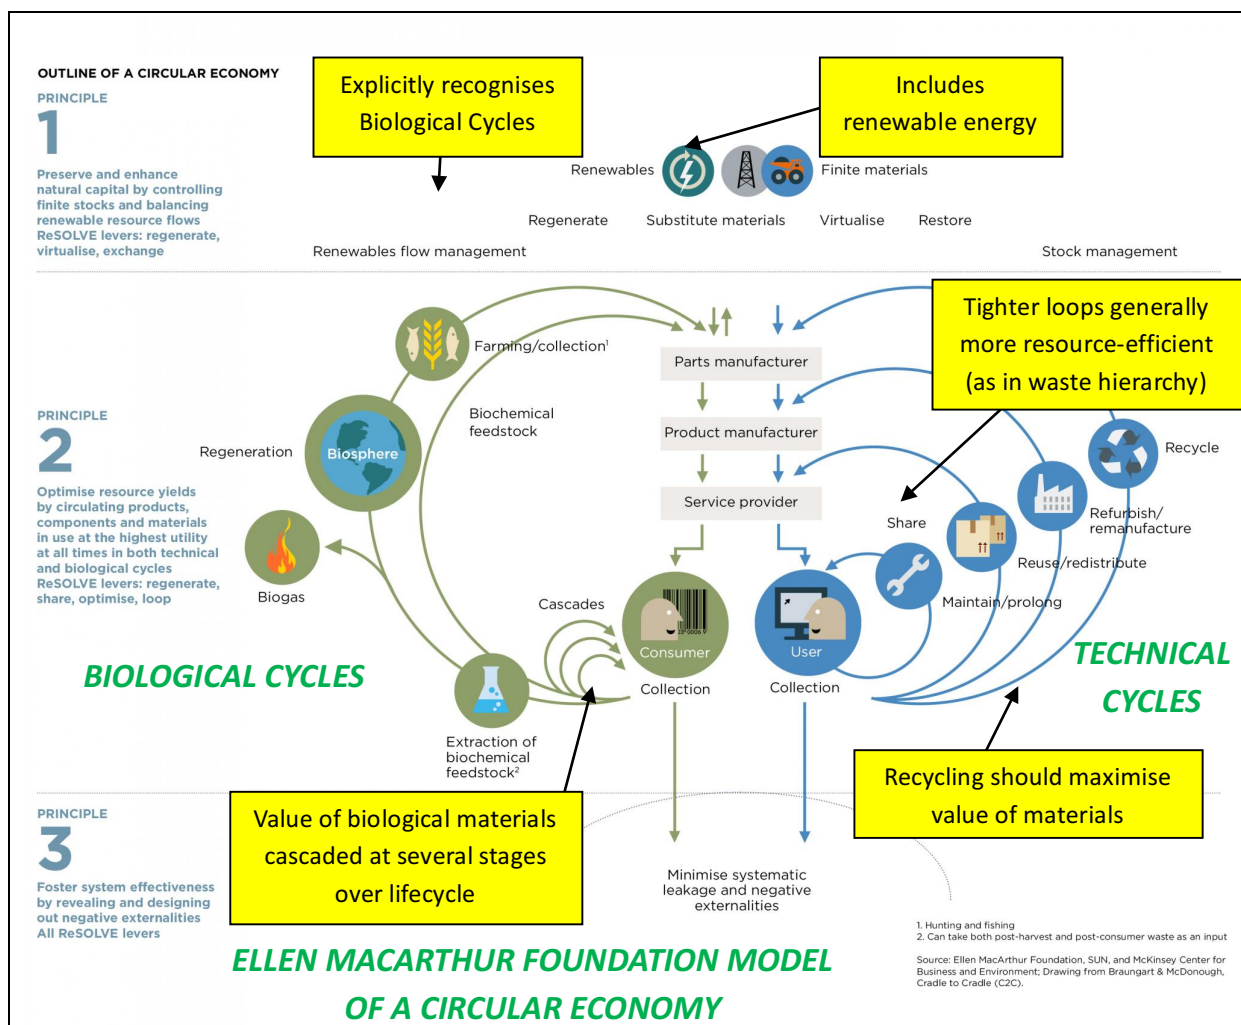 OUTLINE OF A CIRCULAR ECONOMY
PRINCIPLE
1
Preserve and enhance
natural capital by controlling
finite stocks and balancing
renewable resource flows
ReSOLVE levers: regenerate,
virtualise, exchange
Explicitly recognises
Biological Cycles
Includes
renewable energy
Renewables
Finite materials
Regenerate
Substitute materials
Virtualise
Restore
Renewables flow management
Stock management
PRINCIPLE
2
Optimise resource yields
by circulating products,
components and materials
in use at the highest utility
at all times in both technical
and biological cycles
ReSOLVE levers: regenerate,
share, optimise, loop
Tighter loops generally
more resource-efficient
(as in waste hierarchy)
Farming/collection¹
Parts manufacturer
Biochemical
feedstock
Product manufacturer
Regeneration
Biosphere
Recycle
Service provider
Share
Refurbish/
remanufacture
Reuse/redistribute
Biogas
Cascades
Maintain/prolong
Consumer
User
BIOLOGICAL CYCLES
TECHNICAL
CYCLES
Collection
Collection
Extraction of
biochemical
feedstock²
Recycling should maximise
value of materials
Value of biological materials
cascaded at several stages
over lifecycle
PRINCIPLE
3
Foster system effectiveness
by revealing and designing
out negative externalities
All ReSOLVE levers
Minimise systematic
leakage and negative
externalities
1. Hunting and fishing
2. Can take both post-harvest and post-consumer waste as an input
Source: Ellen MacArthur Foundation, SUN, and McKinsey Center for
Business and Environment; Drawing from Braungart & McDonough,
Cradle to Cradle (C2C).
ELLEN MACARTHUR FOUNDATION MODEL
OF A CIRCULAR ECONOMY